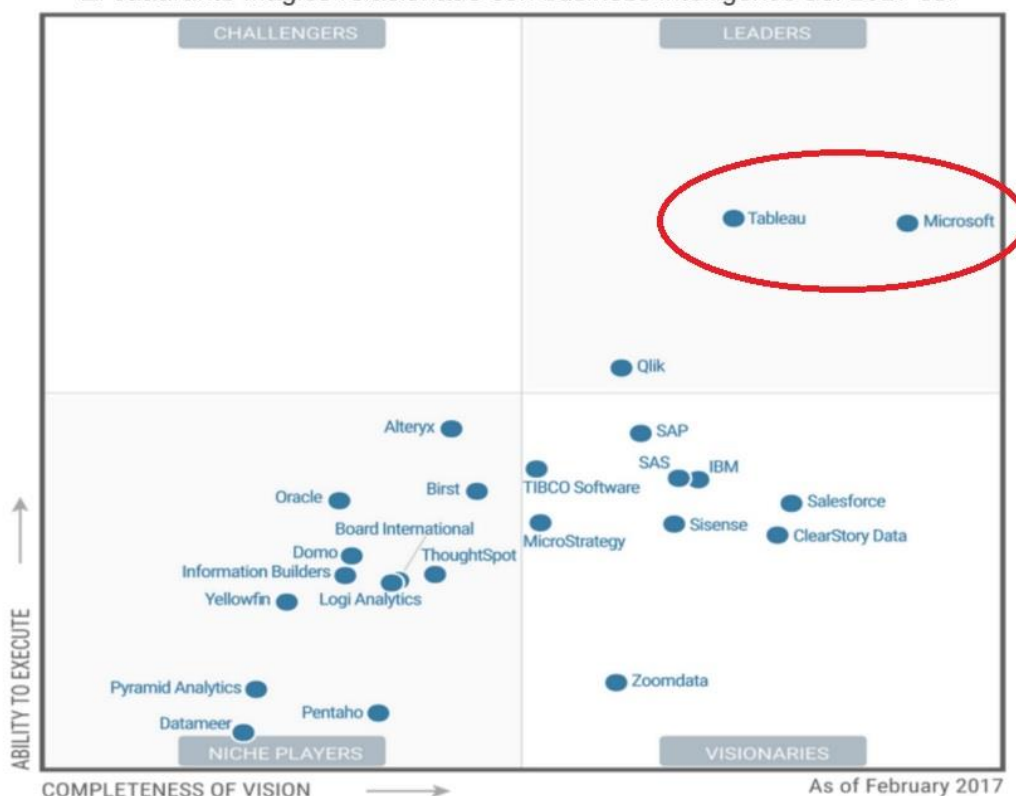 CHALLENGERS
LEADERS
Tableau
Microsoft
Qlik
Alteryx
SAP
SAS
IBM
TIBCO Software
Birst
Oracle
Salesforce
Board International
Sisense
MicroStrategy
ClearStory Data
Domo
ThoughtSpot
Information Builders
Yellowfin
Logi Analytics
Pyramid Analytics
Zoomdata
Pentaho
Datameer
NICHE PLAYERS
VISIONARIES
ABILITY TO EXECUTE
COMPLETENESS OF VISION
As of February 2017